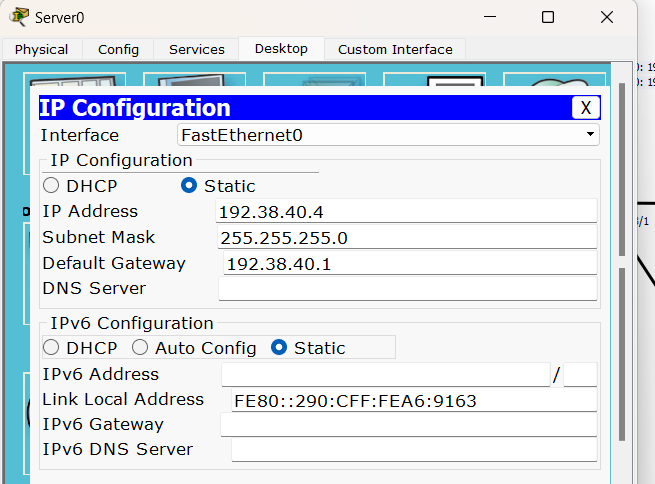 Server0
Physical Config Services Desktop Custom Interface
IP Configuration X
Interface FastEthernet0
IP Configuration
DHCP Static
IP Address 192.38.40.4
Subnet Mask 255.255.255.0
Default Gateway 192.38.40.1
DNS Server
IPv6 Configuration
DHCP Auto Config Static
IPv6 Address /
Link Local Address FE80::290:CFF:FEA6:9163
IPv6 Gateway
IPv6 DNS Server